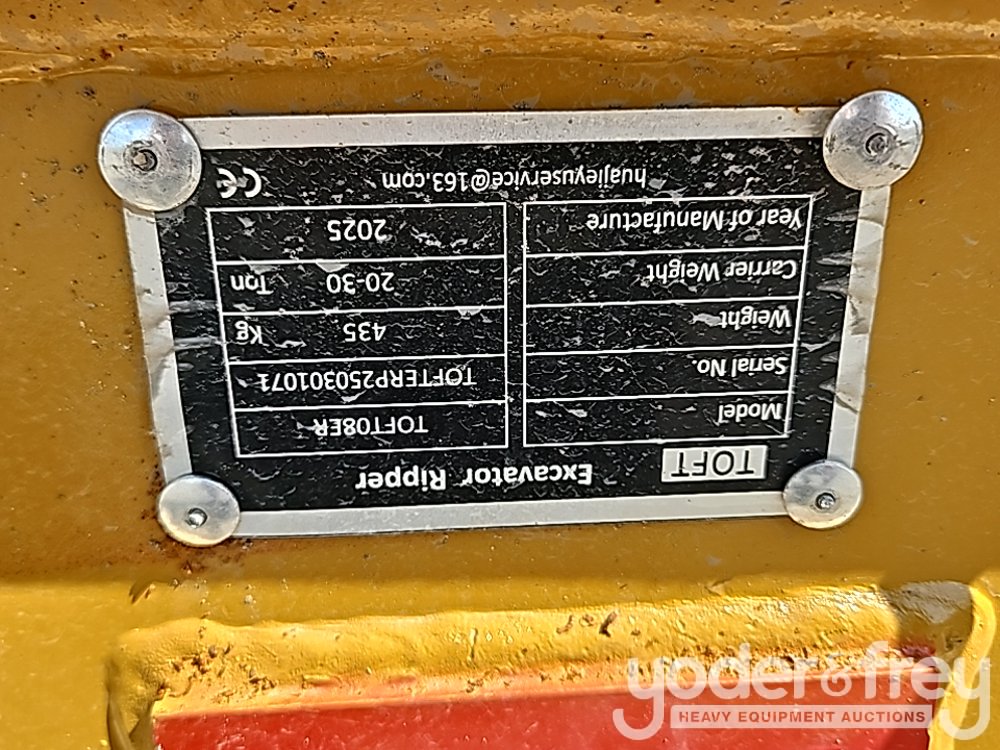 TOFT Excavator Ripper
Model TOFT08ER
Serial No. TOFTERP250301071
Weight 435 Kg
Carrier Weight 20-30 Ton
Year of Manufacture 2025
huajieyuservice@163.com CE
yoder&frey
HEAVY EQUIPMENT AUCTIONS